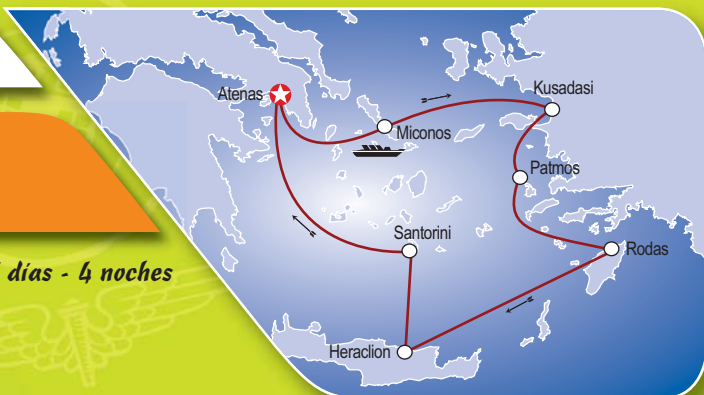 Kusadasi
Atenas
Miconos
Patmos
Santorini
Rodas
días - 4 noches
Heraclion